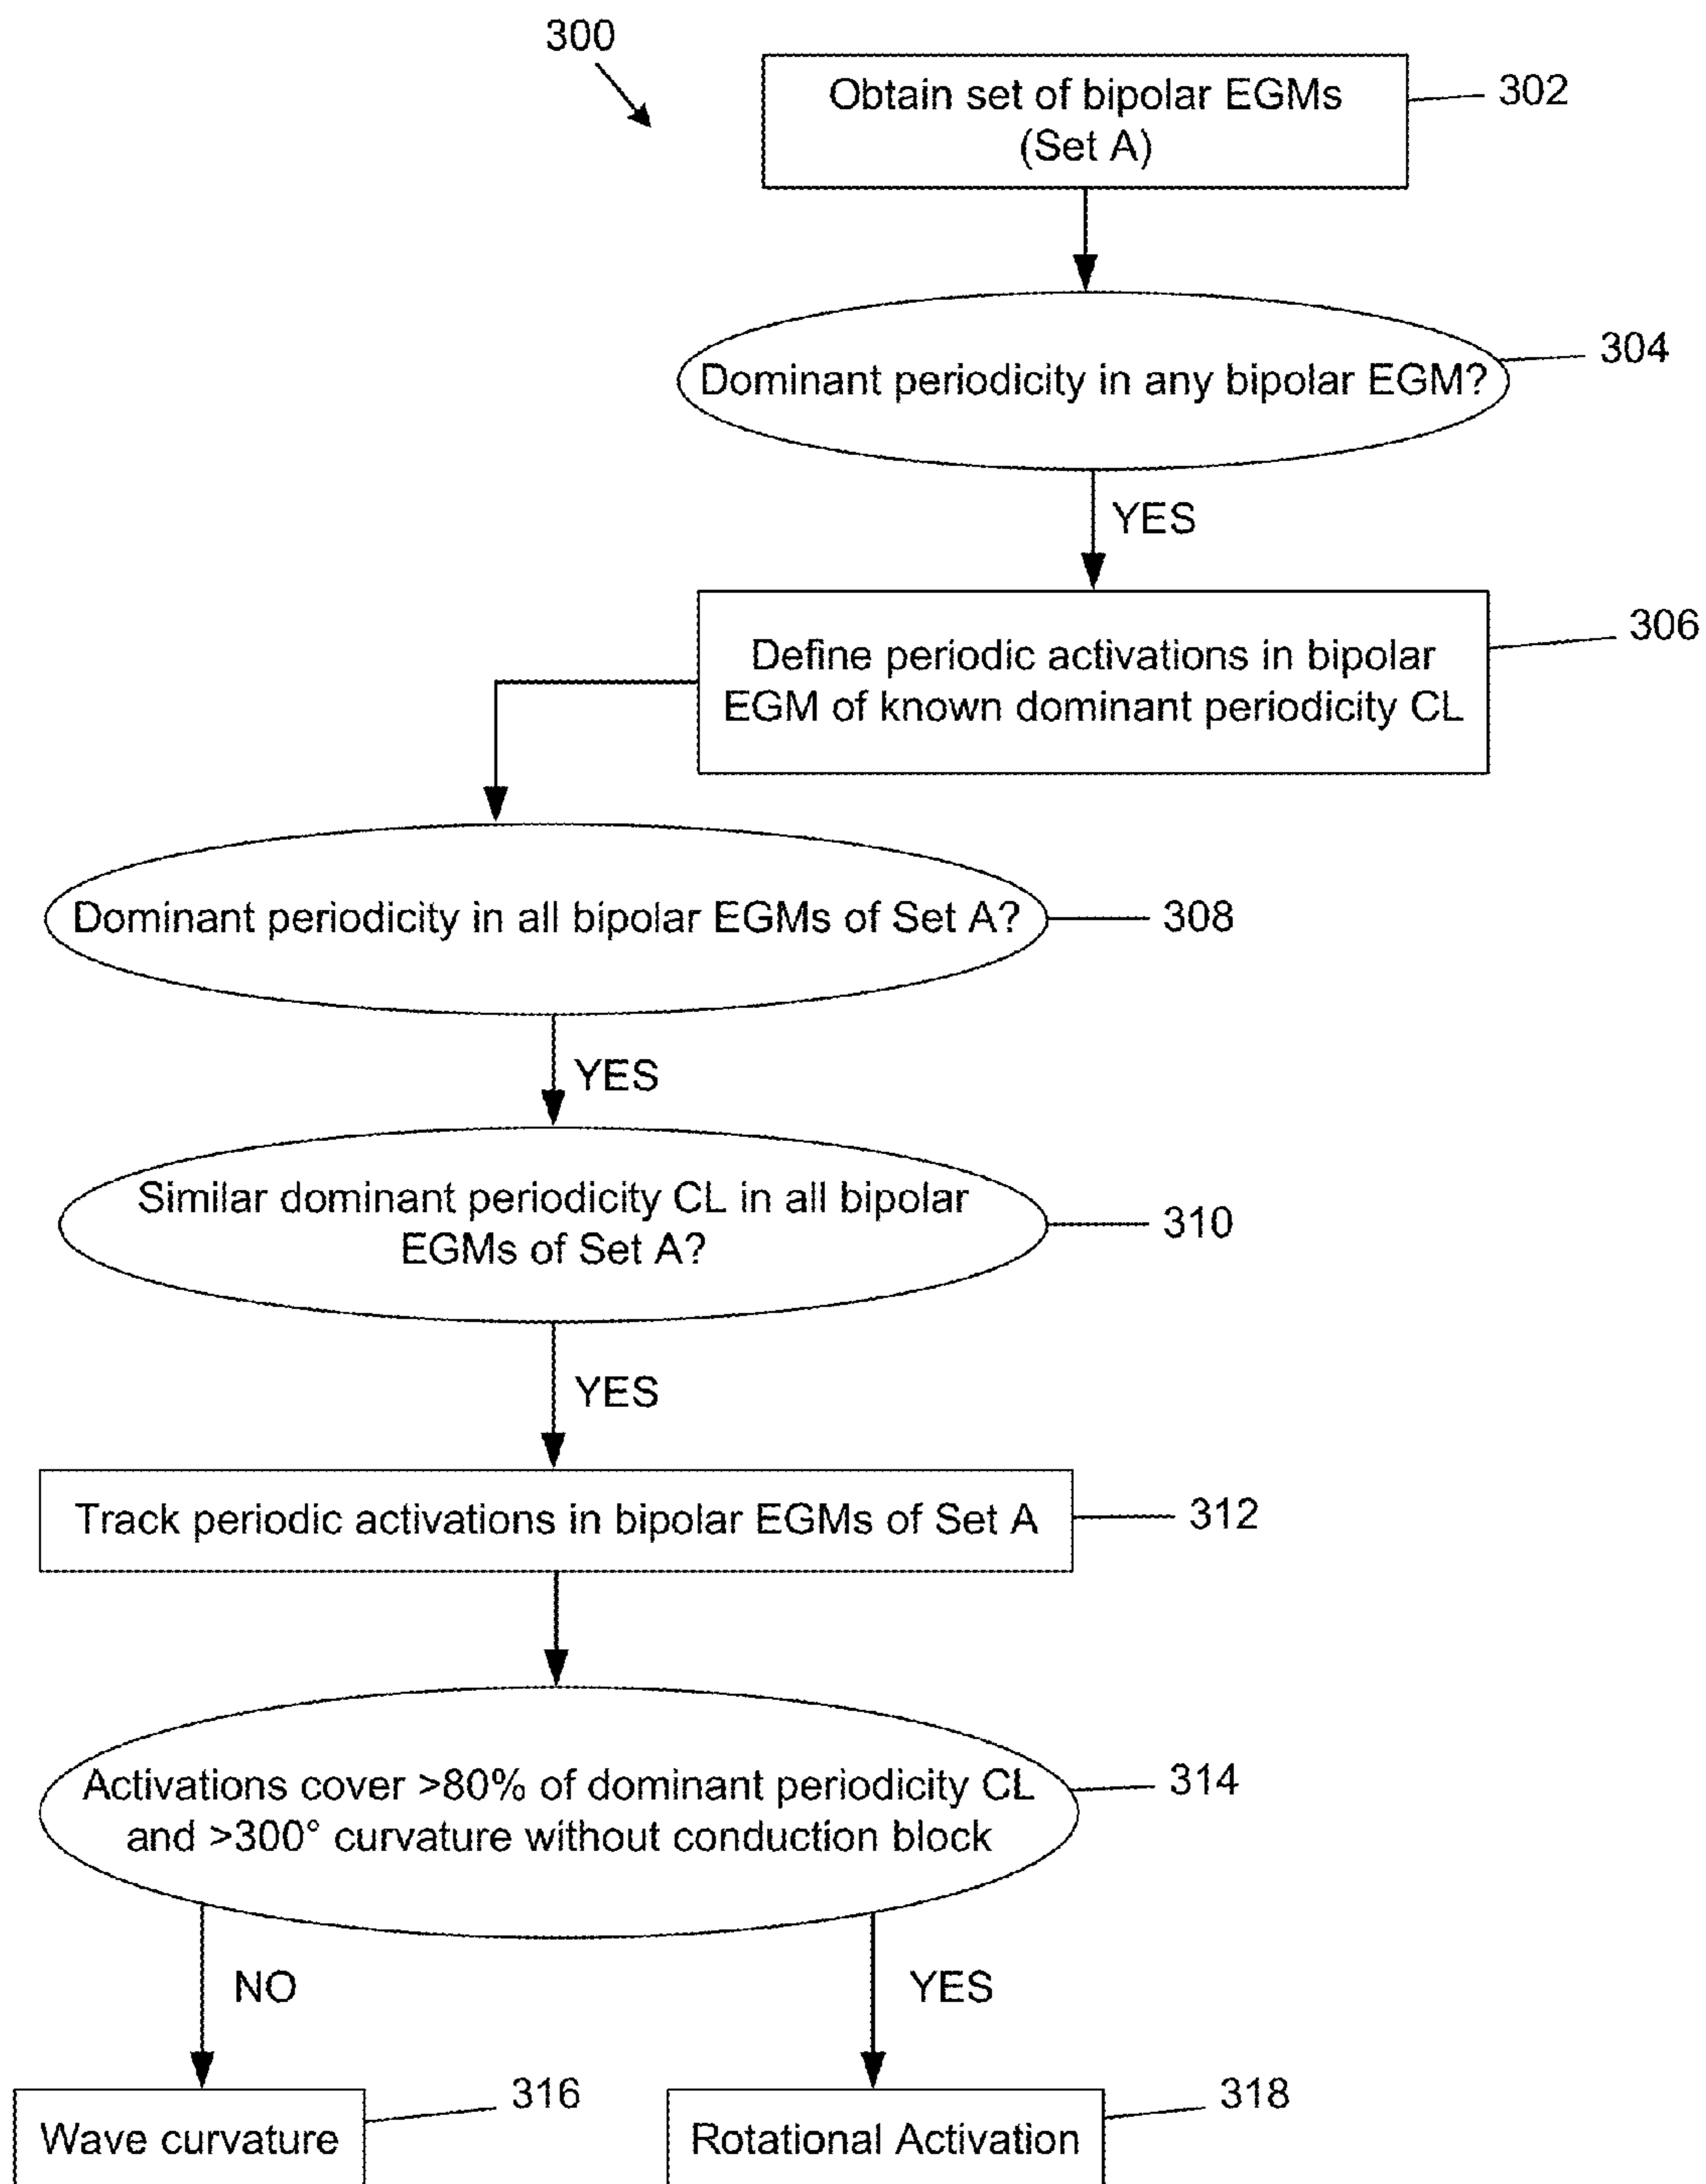 300
Obtain set of bipolar EGMs
(Set A)
302
Dominant periodicity in any bipolar EGM?
304
YES
Define periodic activations in bipolar
EGM of known dominant periodicity CL
306
Dominant periodicity in all bipolar EGMs of Set A?
308
YES
Similar dominant periodicity CL in all bipolar
EGMs of Set A?
310
YES
Track periodic activations in bipolar EGMs of Set A
312
Activations cover >80% of dominant periodicity CL
and >300° curvature without conduction block
314
NO
YES
Wave curvature
316
Rotational Activation
318